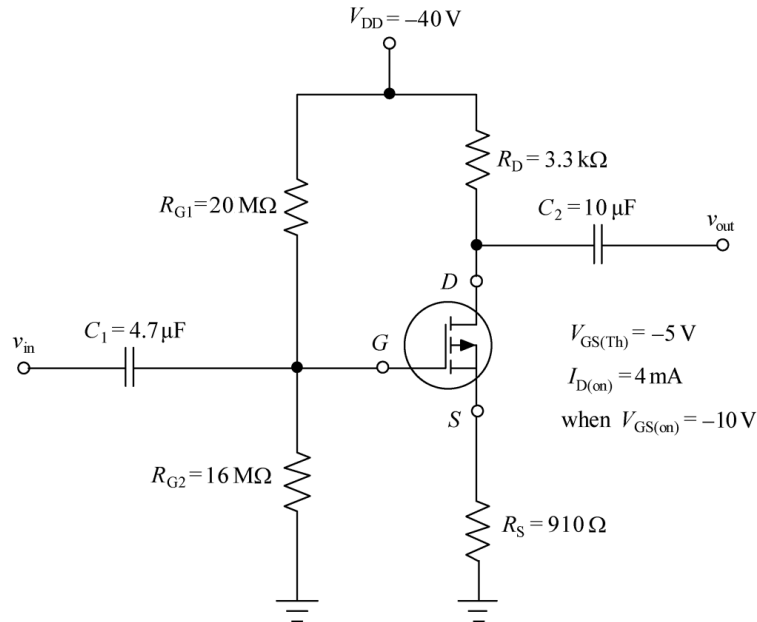 V_DD = –40 V
R_D = 3.3 kΩ
R_G1 = 20 MΩ
C_2 = 10 μF
v_out
D
C_1 = 4.7 μF
v_in
G
V_GS(Th) = –5 V
I_D(on) = 4 mA
when V_GS(on) = –10 V
S
R_G2 = 16 MΩ
R_S = 910 Ω